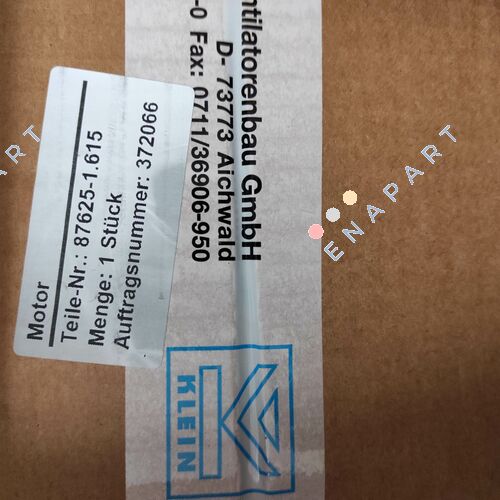 Motor
Teile-Nr.: 87625-1.615
Menge: 1 Stück
Auftragsnummer: 372066
ntilatorenbau GmbH
D- 73773 Aichwald
-0 Fax: 0711/36906-950
KLEIN
ENAPART